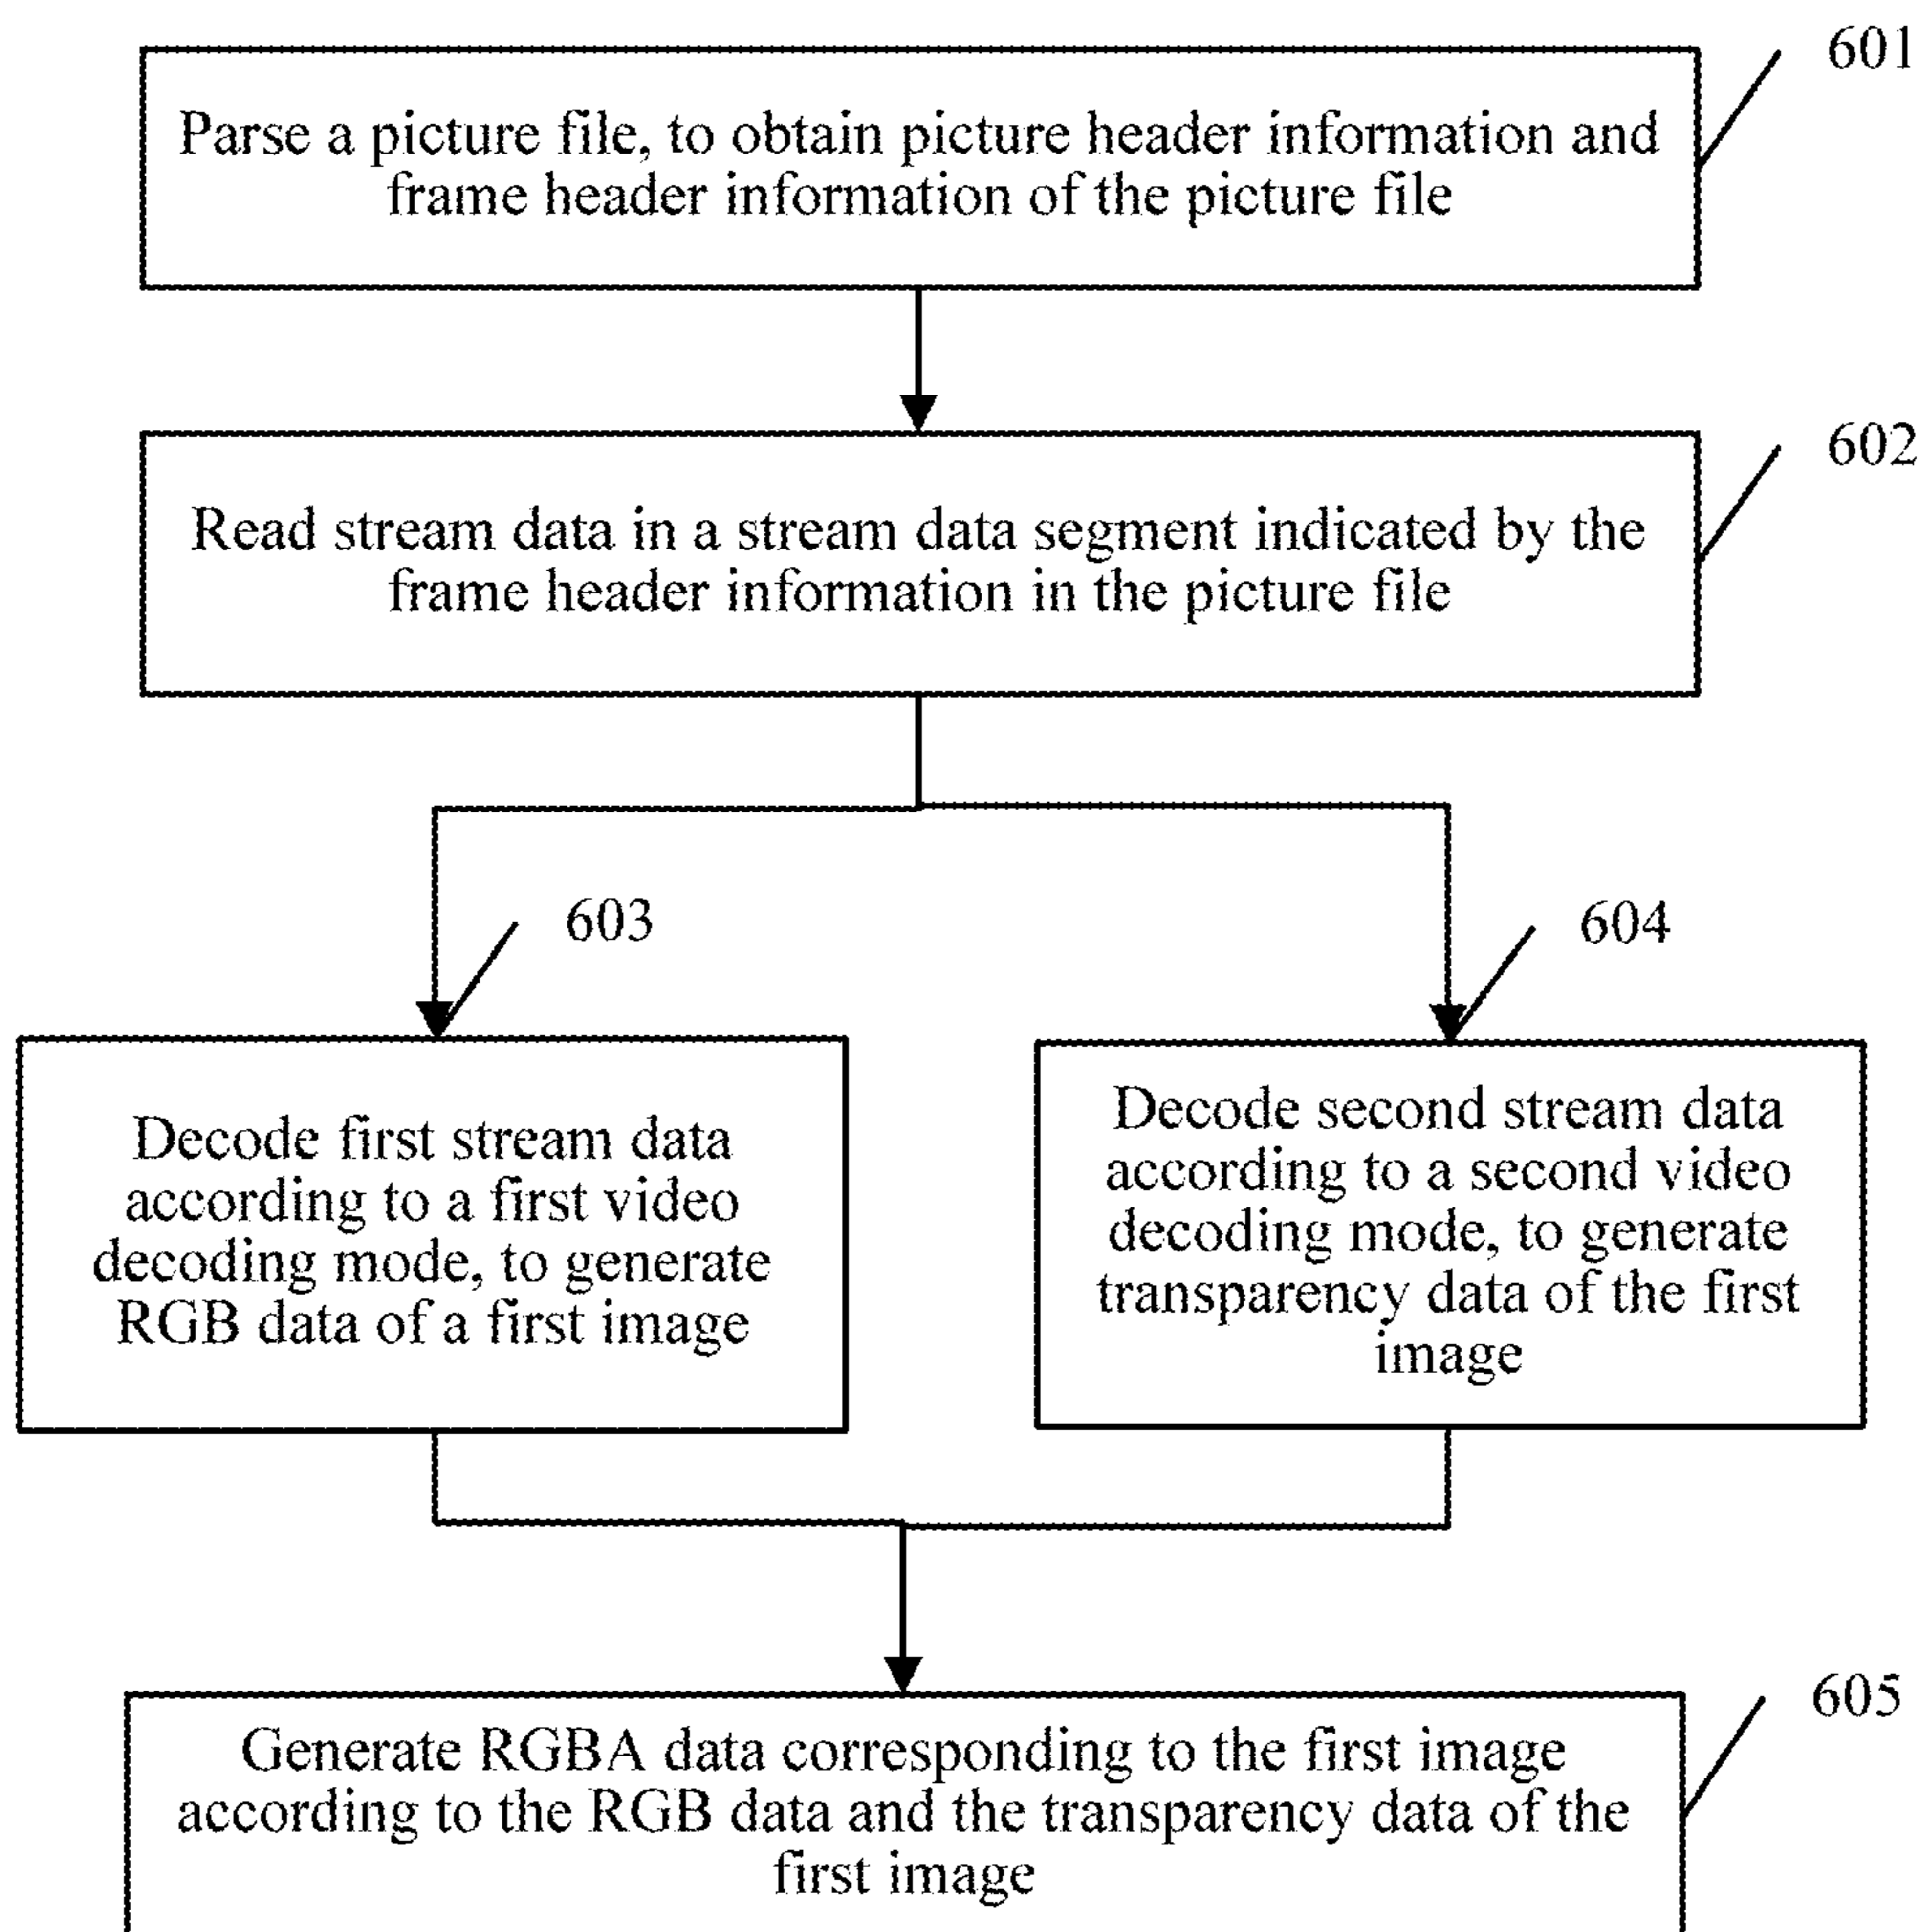 601
Parse a picture file, to obtain picture header information and
frame header information of the picture file
602
Read stream data in a stream data segment indicated by the
frame header information in the picture file
603
604
Decode first stream data
according to a first video
decoding mode, to generate
RGB data of a first image
Decode second stream data
according to a second video
decoding mode, to generate
transparency data of the first
image
605
Generate RGBA data corresponding to the first image
according to the RGB data and the transparency data of the
first image